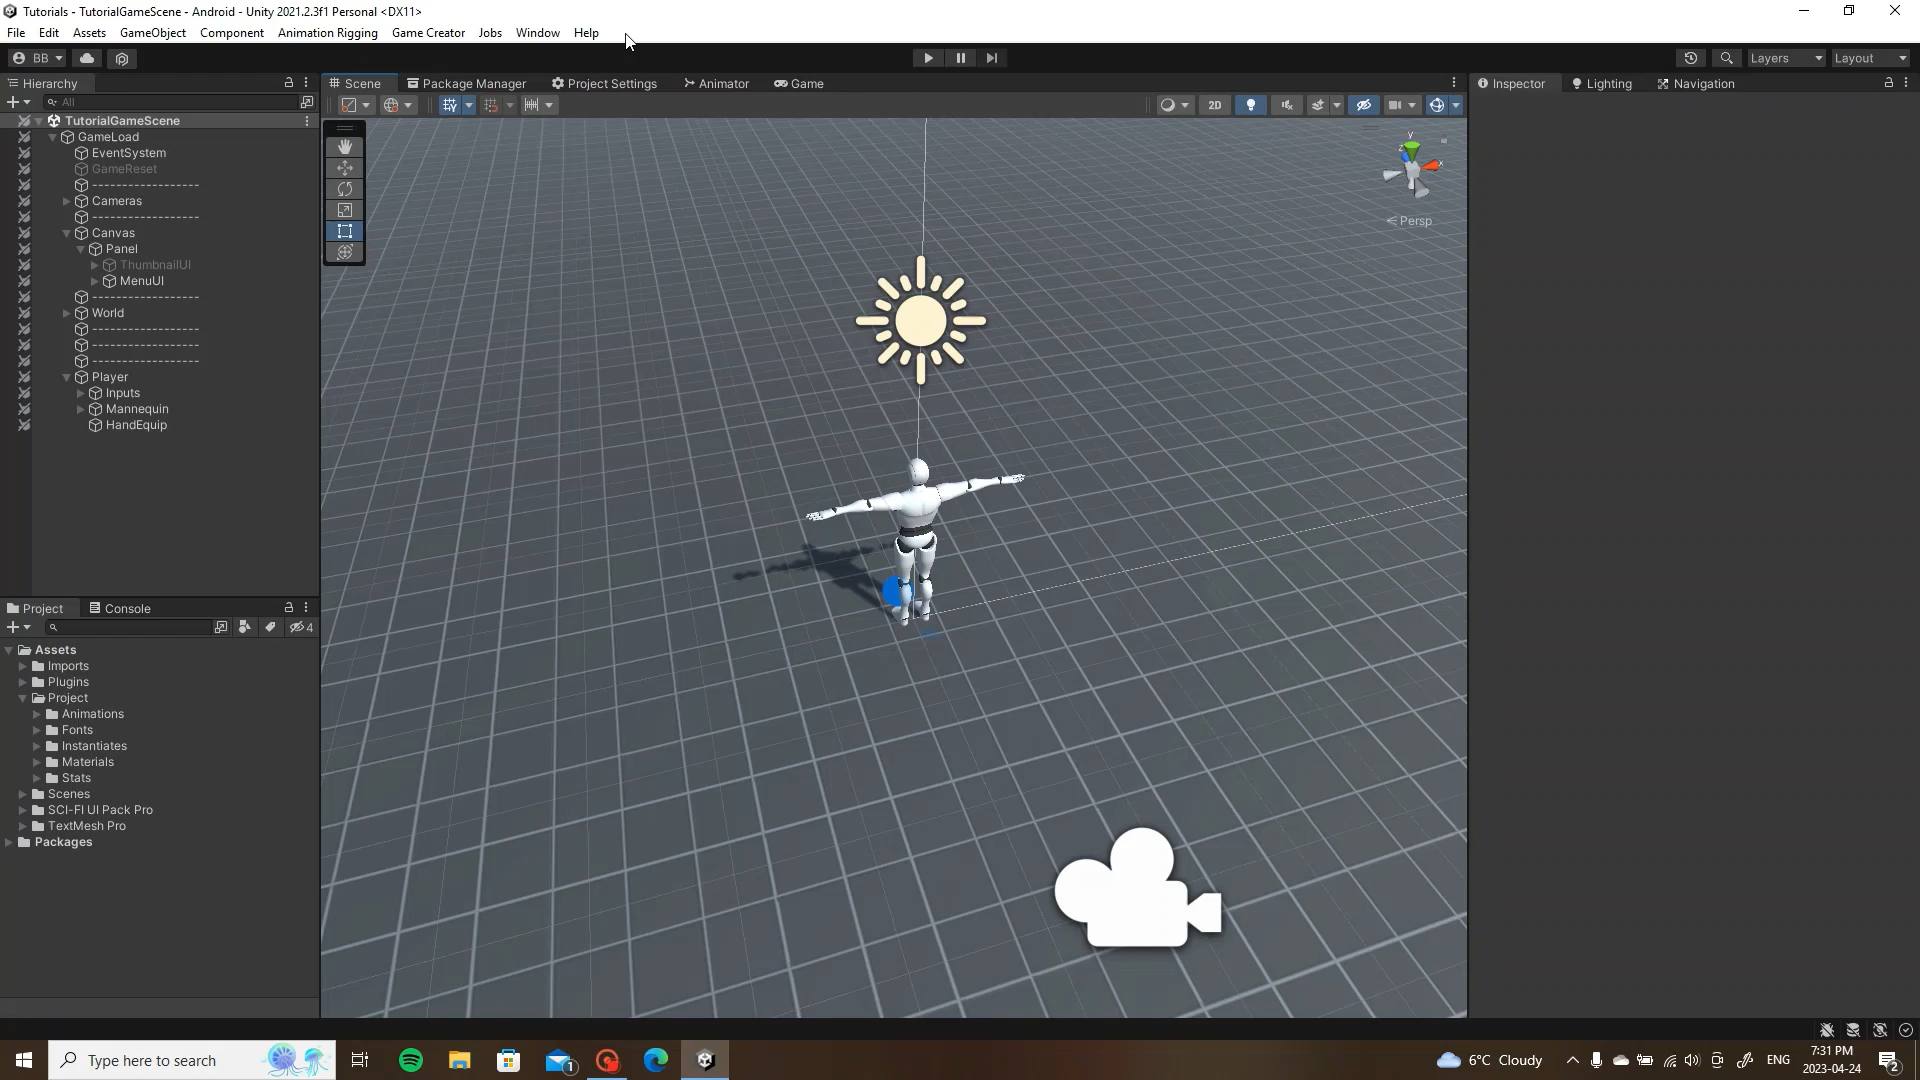 Tutorials - TutorialGameScene - Android - Unity 2021.2.3f1 Personal <DX11>
File Edit Assets GameObject Component Animation Rigging Game Creator Jobs Window Help
BB Layers Layout
Hierarchy Scene Package Manager Project Settings Animator Game Inspector Lighting Navigation
All 2D
TutorialGameScene
GameLoad
EventSystem
GameReset
------------------
Cameras
------------------
Canvas
Panel
ThumbnailUI
MenuUI
------------------
World
------------------
------------------
------------------
Player
Inputs
Mannequin
HandEquip
y
z x
< Persp
Project Console
4
Assets
Imports
Plugins
Project
Animations
Fonts
Instantiates
Materials
Stats
Scenes
SCI-FI UI Pack Pro
TextMesh Pro
Packages
Type here to search 1 6°C Cloudy ENG 7:31 PM 2
2023-04-24